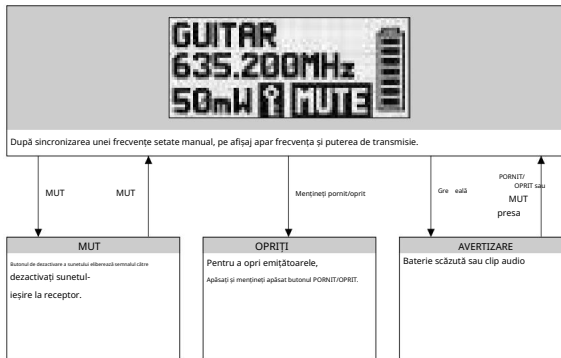 GUITAR
635.200MHz
50mW MUTE
După sincronizarea unei frecvențe setate manual, pe afișaj apar frecvența și puterea de transmisie.
MUT
MUT
Mențineți pornit/oprit
Gre eală
PORNIT/
OPRIT sau
MUT
presa
MUT
Butonul de dezactivare a sunetului eliberează semnalul către
dezactivați sunetul-
ieșire la receptor.
OPRIȚI
Pentru a opri emițătoarele,
Apăsați și mențineți apăsat butonul PORNIT/OPRIT.
AVERTIZARE
Baterie scăzută sau clip audio